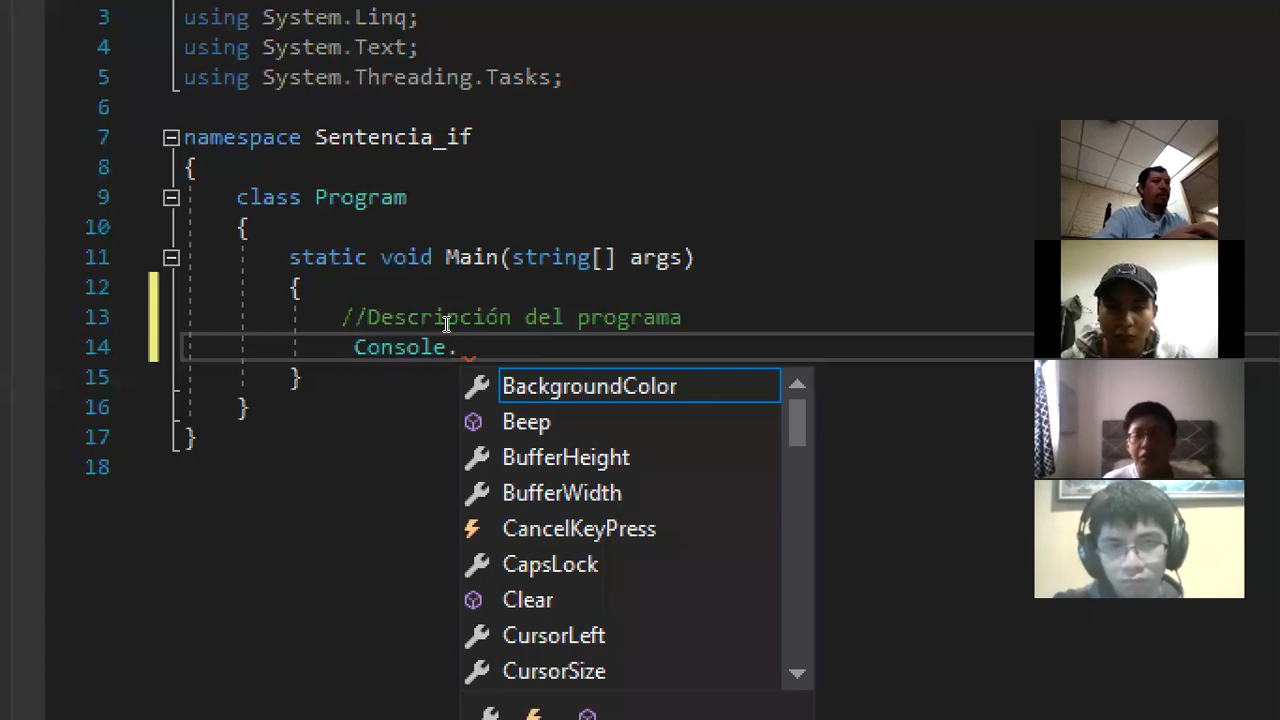 3 using System.Linq;
4 using System.Text;
5 using System.Threading.Tasks;
6
7 namespace Sentencia_if
8 {
9 class Program
10 {
11 static void Main(string[] args)
12 {
13 //Descripción del programa
14 Console.
15 }
16 }
17 }
18
BackgroundColor
Beep
BufferHeight
BufferWidth
CancelKeyPress
CapsLock
Clear
CursorLeft
CursorSize